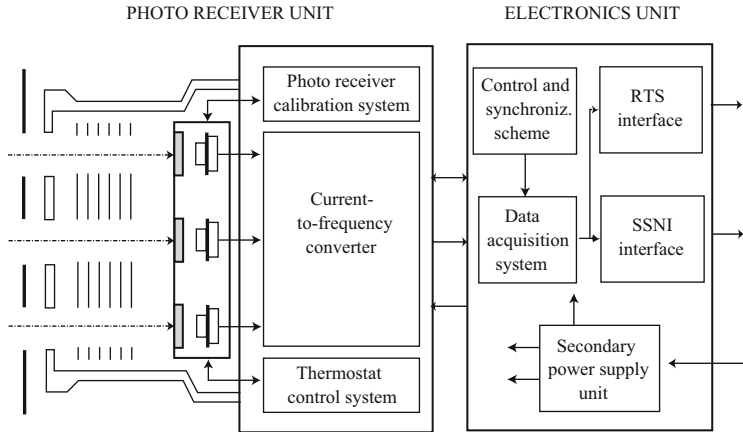 PHOTO RECEIVER UNIT
ELECTRONICS UNIT
Photo receiver
calibration system
Current-
to-frequency
converter
Thermostat
control system
Control and
synchroniz.
scheme
RTS
interface
Data
acquisition
system
SSNI
interface
Secondary
power supply
unit